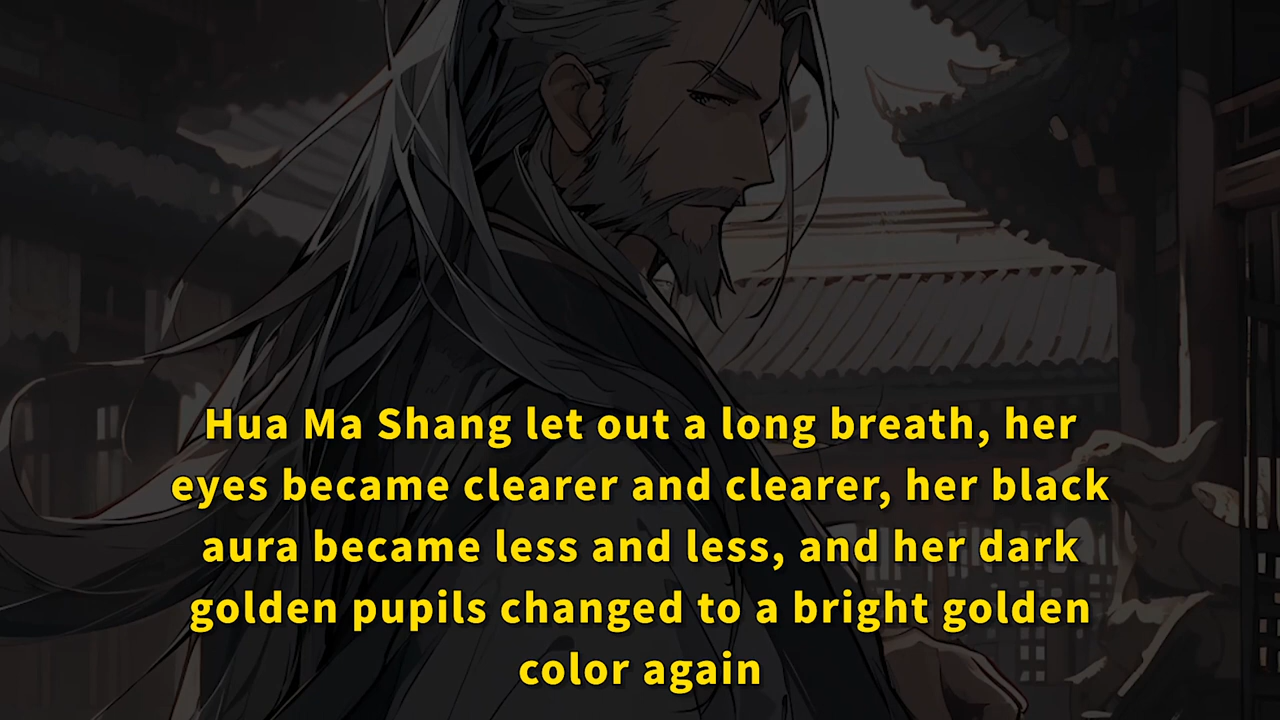 Hua Ma Shang let out a long breath, her
eyes became clearer and clearer, her black
aura became less and less, and her dark
golden pupils changed to a bright golden
color again